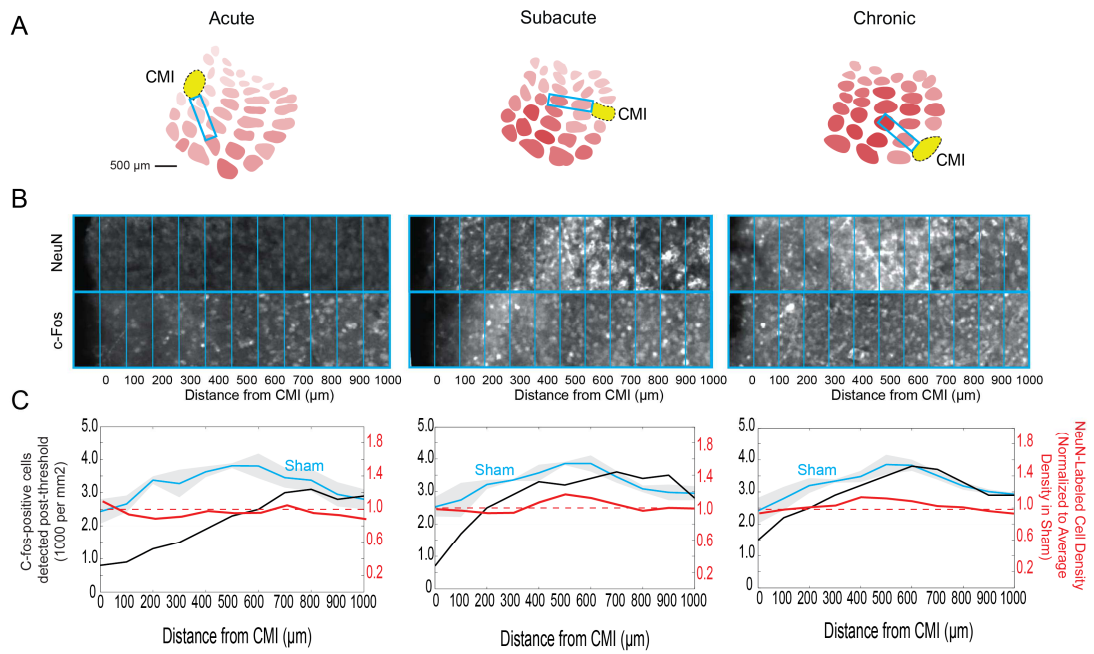 A
Acute
Subacute
Chronic
CMI
CMI
CMI
500 µm
B
NeuN
c-Fos
0 100 200 300 400 500 600 700 800 900 1000
Distance from CMI (µm)
0 100 200 300 400 500 600 700 800 900 1000
Distance from CMI (µm)
0 100 200 300 400 500 600 700 800 900 1000
Distance from CMI (µm)
C
C-fos-positive cells
detected post-threshold
(1000 per mm2)
5.0
4.0
3.0
2.0
1.0
0
Sham
1.8
1.4
1.0
0.6
0.2
0 100 200 300 400 500 600 700 800 900 1000
Distance from CMI (µm)
5.0
4.0
3.0
2.0
1.0
0
Sham
1.8
1.4
1.0
0.6
0.2
0 100 200 300 400 500 600 700 800 900 1000
Distance from CMI (µm)
5.0
4.0
3.0
2.0
1.0
0
Sham
1.8
1.4
1.0
0.6
0.2
0 100 200 300 400 500 600 700 800 900 1000
Distance from CMI (µm)
NeuN-Labeled Cell Density
(Normalized to Average
Density in Sham)